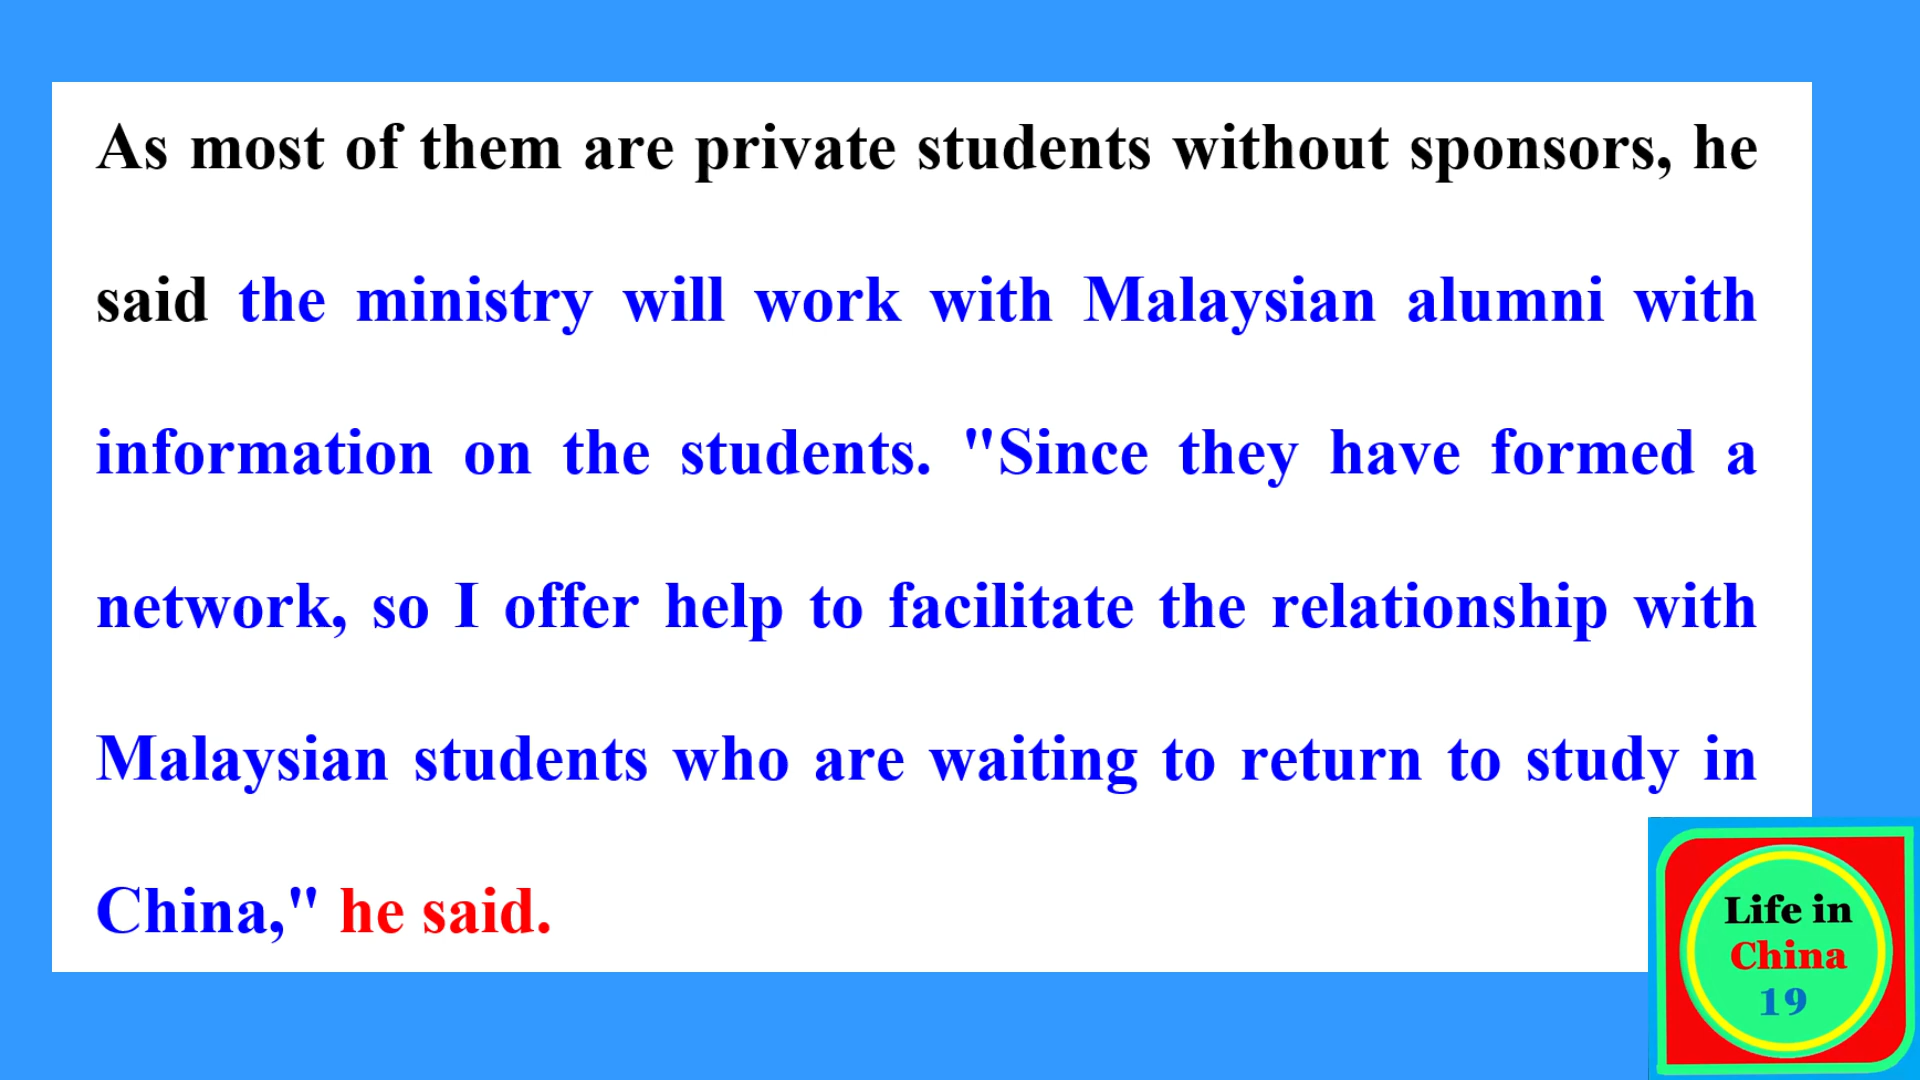 As most of them are private students without sponsors, he
said the ministry will work with Malaysian alumni with
information on the students. "Since they have formed a
network, so I offer help to facilitate the relationship with
Malaysian students who are waiting to return to study in
China," he said.
Life in
China
19